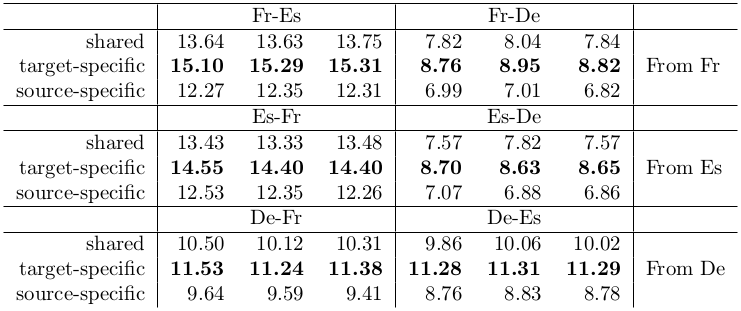 Fr-Es Fr-De
shared 13.64 13.63 13.75 7.82 8.04 7.84
target-specific 15.10 15.29 15.31 8.76 8.95 8.82 From Fr
source-specific 12.27 12.35 12.31 6.99 7.01 6.82
Es-Fr Es-De
shared 13.43 13.33 13.48 7.57 7.82 7.57
target-specific 14.55 14.40 14.40 8.70 8.63 8.65 From Es
source-specific 12.53 12.35 12.26 7.07 6.88 6.86
De-Fr De-Es
shared 10.50 10.12 10.31 9.86 10.06 10.02
target-specific 11.53 11.24 11.38 11.28 11.31 11.29 From De
source-specific 9.64 9.59 9.41 8.76 8.83 8.78